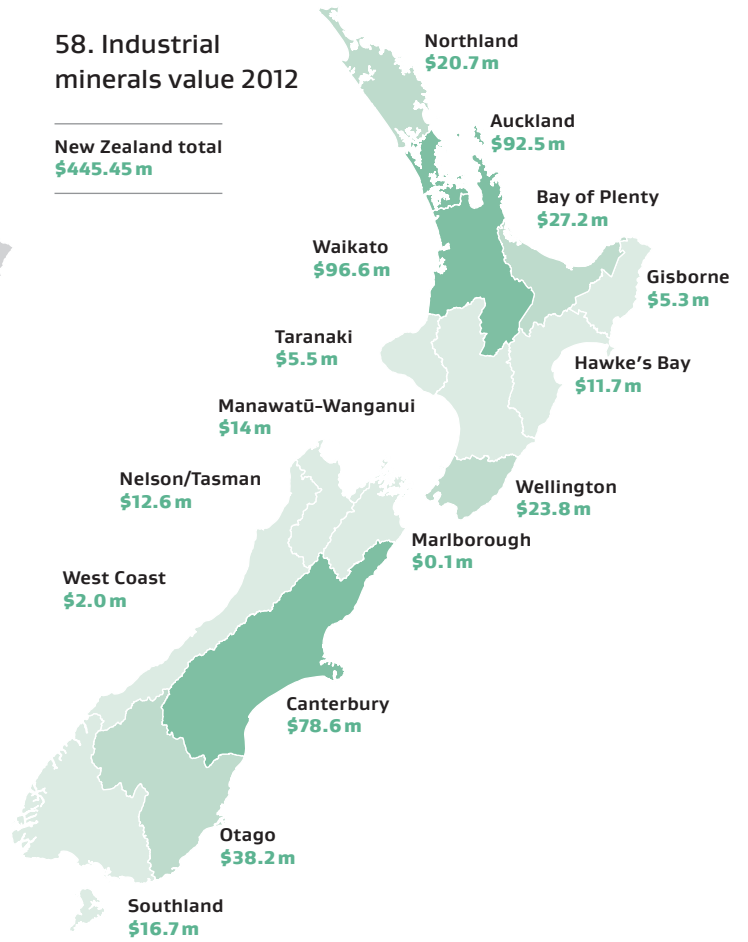 58. Industrial
minerals value 2012
New Zealand total
$445.45 m
Northland
$20.7 m
Auckland
$92.5 m
Bay of Plenty
$27.2 m
Waikato
$96.6 m
Gisborne
$5.3 m
Taranaki
$5.5 m
Hawke's Bay
$11.7 m
Manawatū-Wanganui
$14 m
Nelson/Tasman
$12.6 m
Wellington
$23.8 m
Marlborough
$0.1 m
West Coast
$2.0 m
Canterbury
$78.6 m
Otago
$38.2 m
Southland
$16.7 m